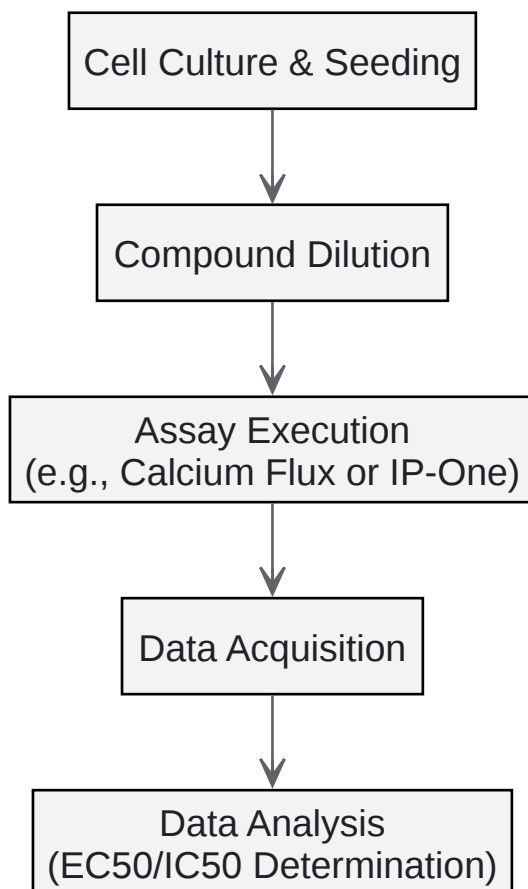 Cell Culture & Seeding
Compound Dilution
Assay Execution
(e.g., Calcium Flux or IP-One)
Data Acquisition
Data Analysis
(EC50/IC50 Determination)